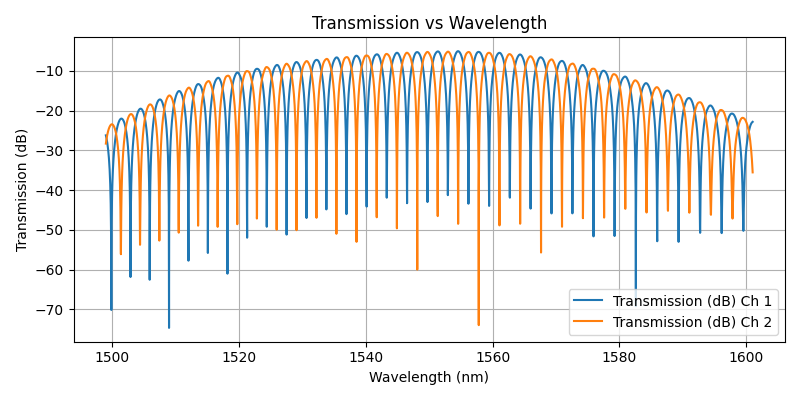 Transmission vs Wavelength
Transmission (dB)
−10
−20
−30
−40
−50
−60
−70
1500
1520
1540
1560
1580
1600
Wavelength (nm)
Transmission (dB) Ch 1
Transmission (dB) Ch 2